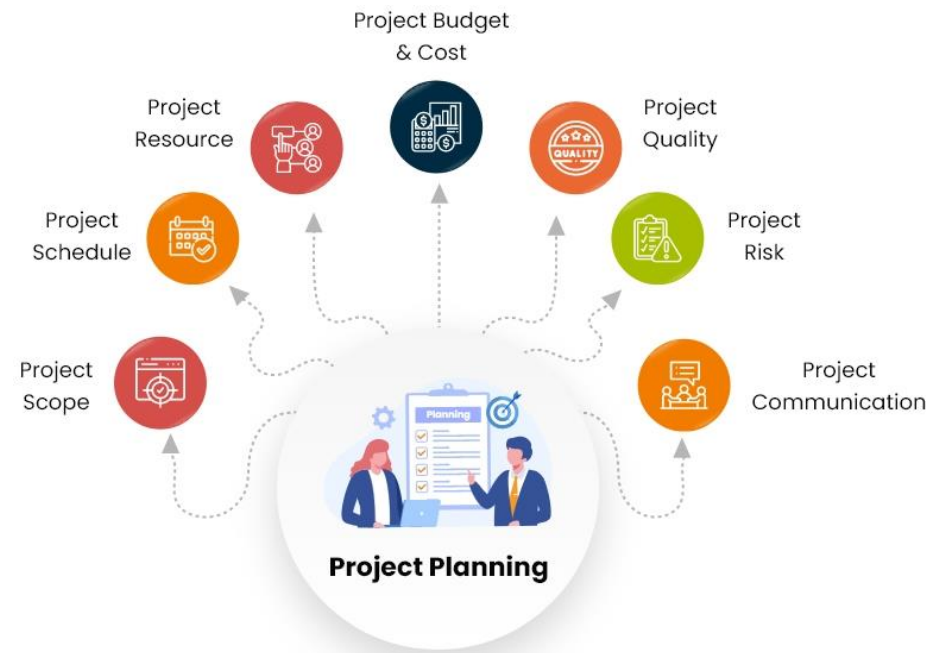 Project Budget
& Cost
Project
Resource
Project
Quality
QUALITY
Project
Schedule
Project
Risk
Project
Scope
Project
Communication
Planning
Project Planning